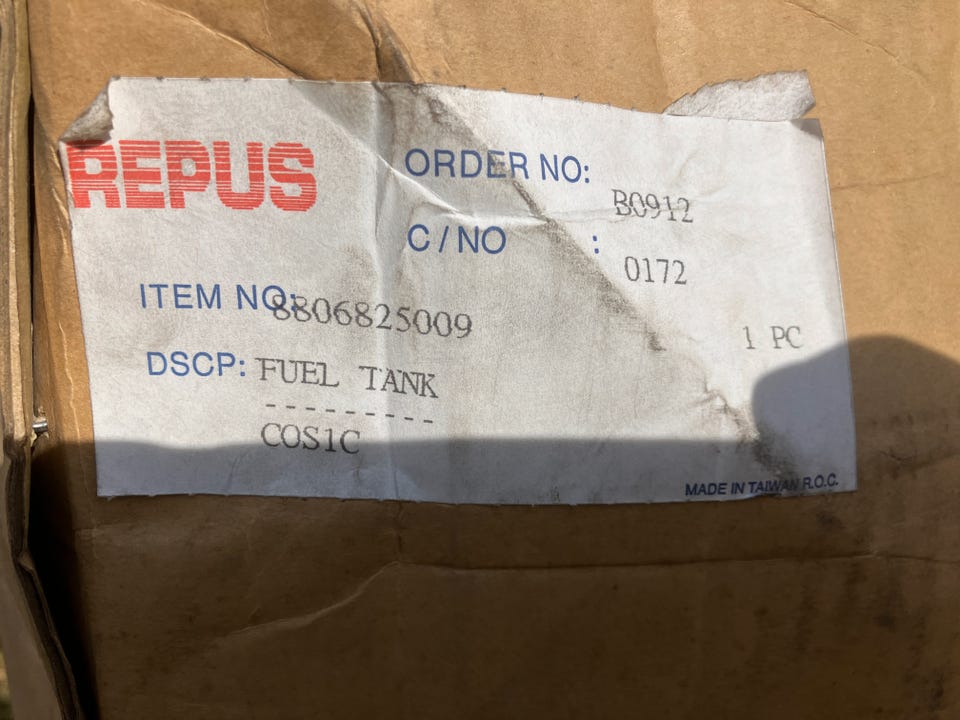 REPUS
ORDER NO: B0912
C / NO : 0172
ITEM NO: 8806825009
1 PC
DSCP: FUEL TANK
---------
COS1C
MADE IN TAIWAN R.O.C.